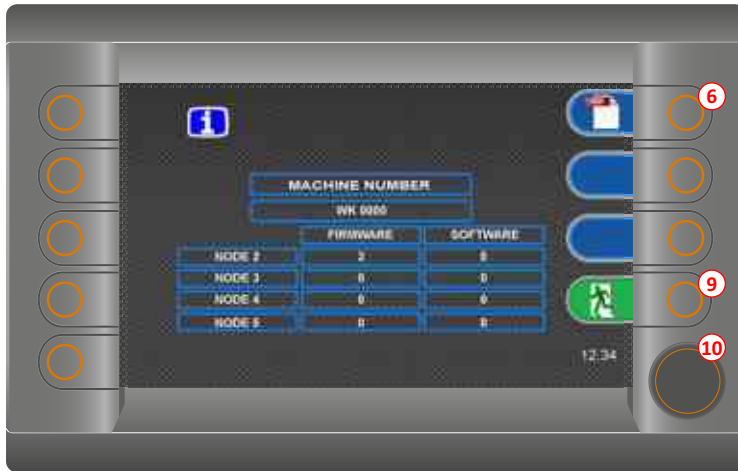 6
i
MACHINE NUMBER
WK 0000
FIRMWARE SOFTWARE
NODE 2 2 0
NODE 3 0 0
9
NODE 4 0 0
NODE 5 0 0
12.34
10